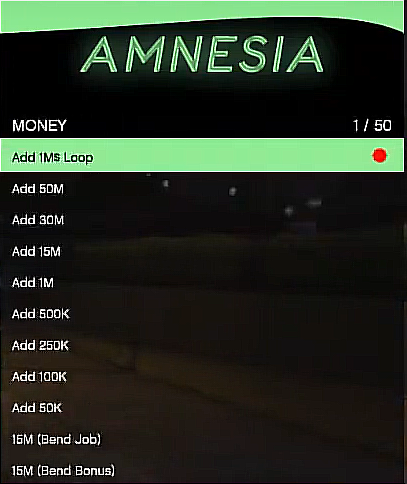 AMNESIA
MONEY 1 / 50
Add 1M$ Loop
Add 50M
Add 30M
Add 15M
Add 1M
Add 500K
Add 250K
Add 100K
Add 50K
15M (Bend Job)
15M (Bend Bonus)